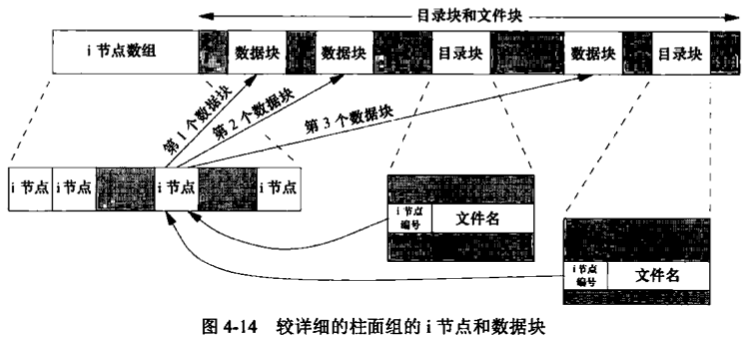 目录块和文件块
i 节点数组
数据块
数据块
目录块
数据块
目录块
第 1 个数据块
第 2 个数据块
第 3 个数据块
i 节点
i 节点
i 节点
i 节点
i 节点
编号
文件名
i 节点
编号
文件名
图 4-14 较详细的柱面组的 i 节点和数据块